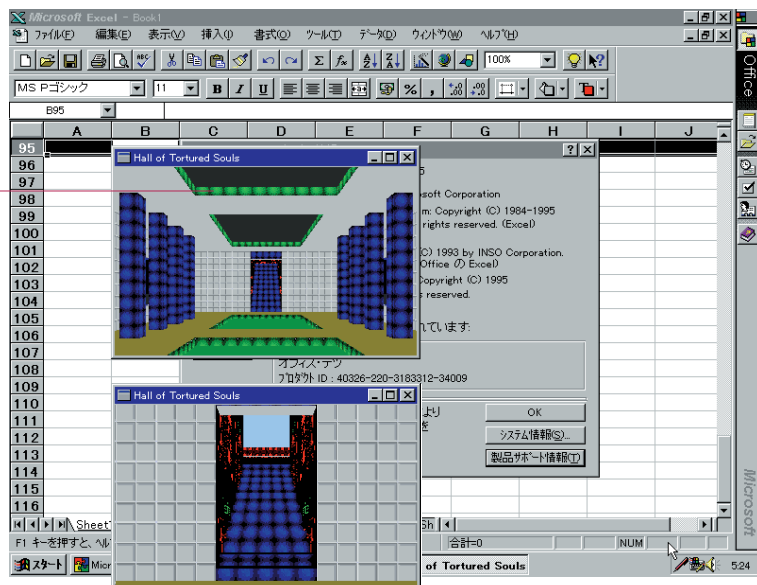 Microsoft Excel - Book1
ファイル(F) 編集(E) 表示(V) 挿入(I) 書式(O) ツール(T) データ(D) ウィンドウ(W) ヘルプ(H)
100%
MS Pゴシック 11 B I U
B95
A B C D E F G H I J
95
96
97
98
99
100
101
102
103
104
105
106
107
108
109
110
111
112
113
114
115
116
Hall of Tortured Souls
soft Corporation
m: Copyright (C) 1984-1995
rights reserved. (Excel)
(C) 1993 by INSO Corporation.
Office の Excel)
Copyright (C) 1995
s reserved.
れています:
オフィス・テツ
プロダクト ID : 40326-220-3183312-34009
Hall of Tortured Souls
より
を
OK
システム情報(S)...
製品サポート情報(T)
Sheet
Sh
F1 キーを押すと、ヘル
合計=0
NUM
スタート
Micr
of Tortured Souls
5:24
Office
Microsoft